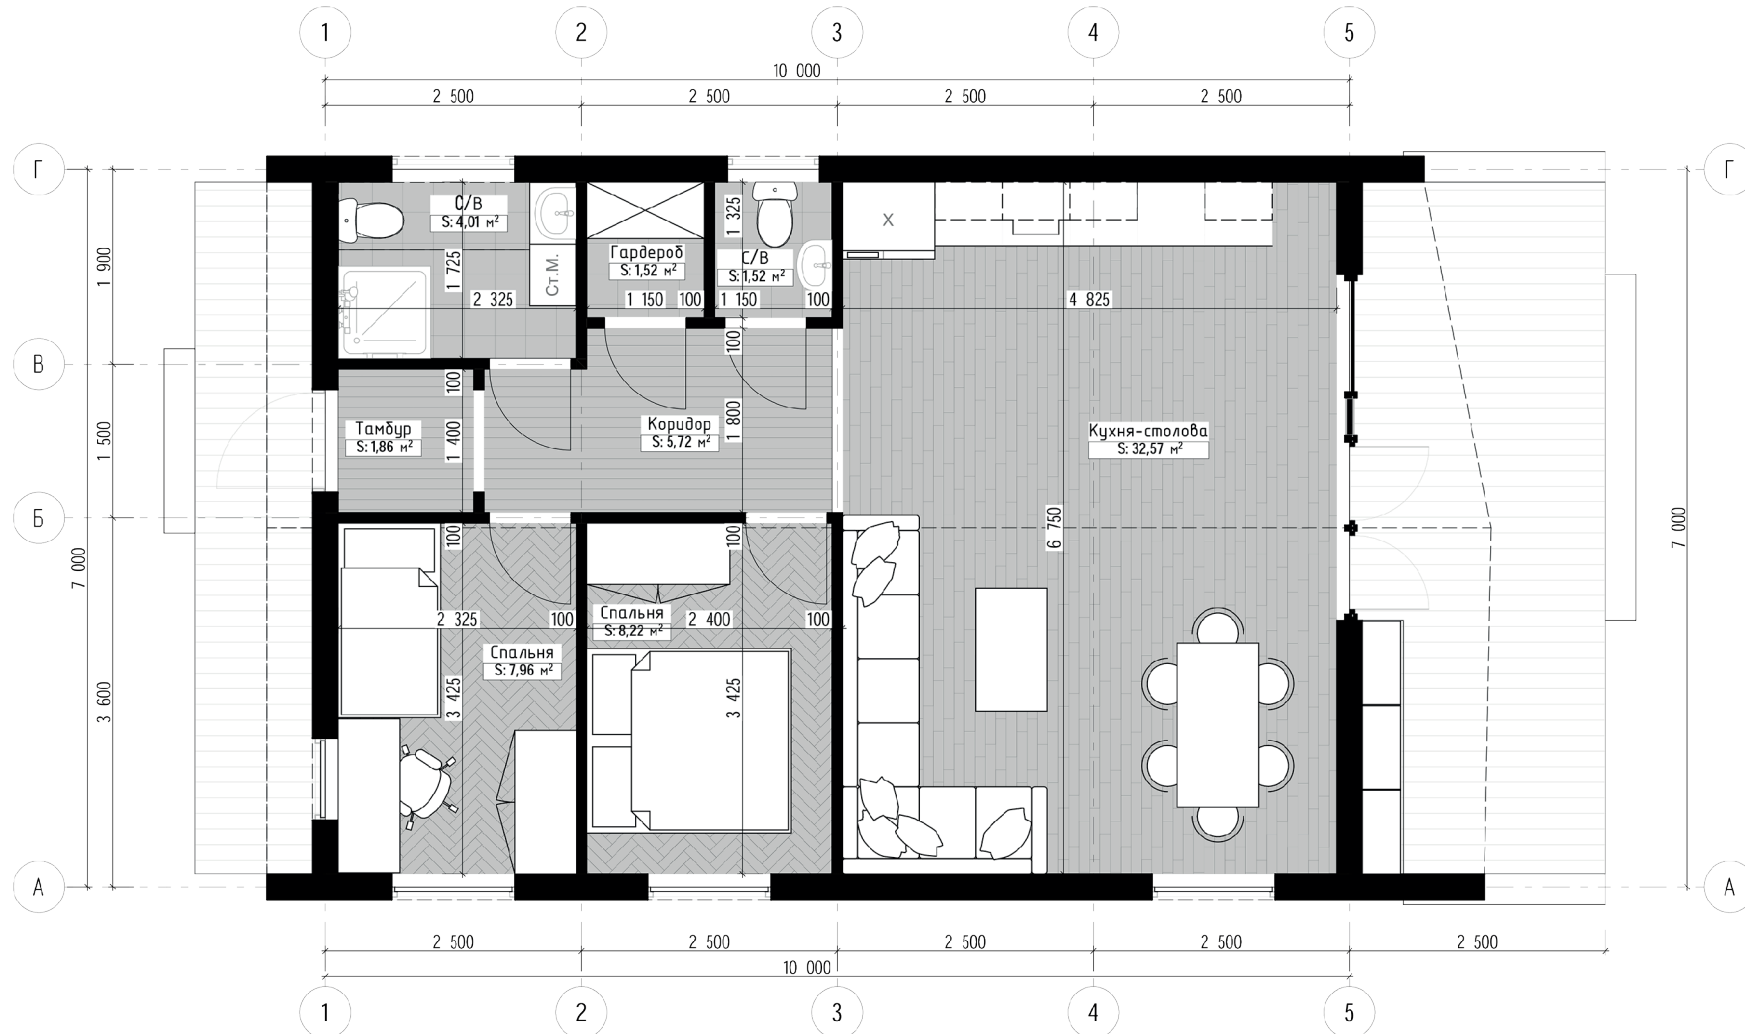 1 2 3 4 5
10 000
2 500 2 500 2 500 2 500
Г Г
С/В
S: 4,01 м²
1 325
1 725
Х
Гардероб
S: 1,52 м²
С/В
S: 1,52 м²
Ст.М.
1 900
2 325 1 150 100 1 150 100 4 825
В
100
100
Тамбур
S: 1,86 м²
1 400
Коридор
S: 5,72 м²
1 800
Кухня-столова
S: 32,57 м²
1 500
Б
100
100
6 750
7 000
7 000
2 325 100
Спальня
S: 8,22 м²
2 400 100
Спальня
S: 7,96 м²
3 425
3 425
3 600
А А
2 500 2 500 2 500 2 500 2 500
10 000
1 2 3 4 5